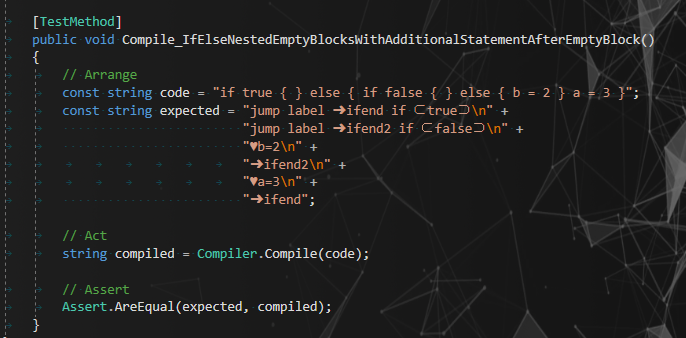 [TestMethod]
public void Compile_IfElseNestedEmptyBlocksWithAdditionalStatementAfterEmptyBlock()
{
// Arrange
const string code = "if true { } else { if false { } else { b = 2 } a = 3 }";
const string expected = "jump label ➜ifend if ⊂true⊃\n" +
"jump label ➜ifend2 if ⊂false⊃\n" +
"♥b=2\n" +
"➜ifend2\n" +
"♥a=3\n" +
"➜ifend";
// Act
string compiled = Compiler.Compile(code);
// Assert
Assert.AreEqual(expected, compiled);
}